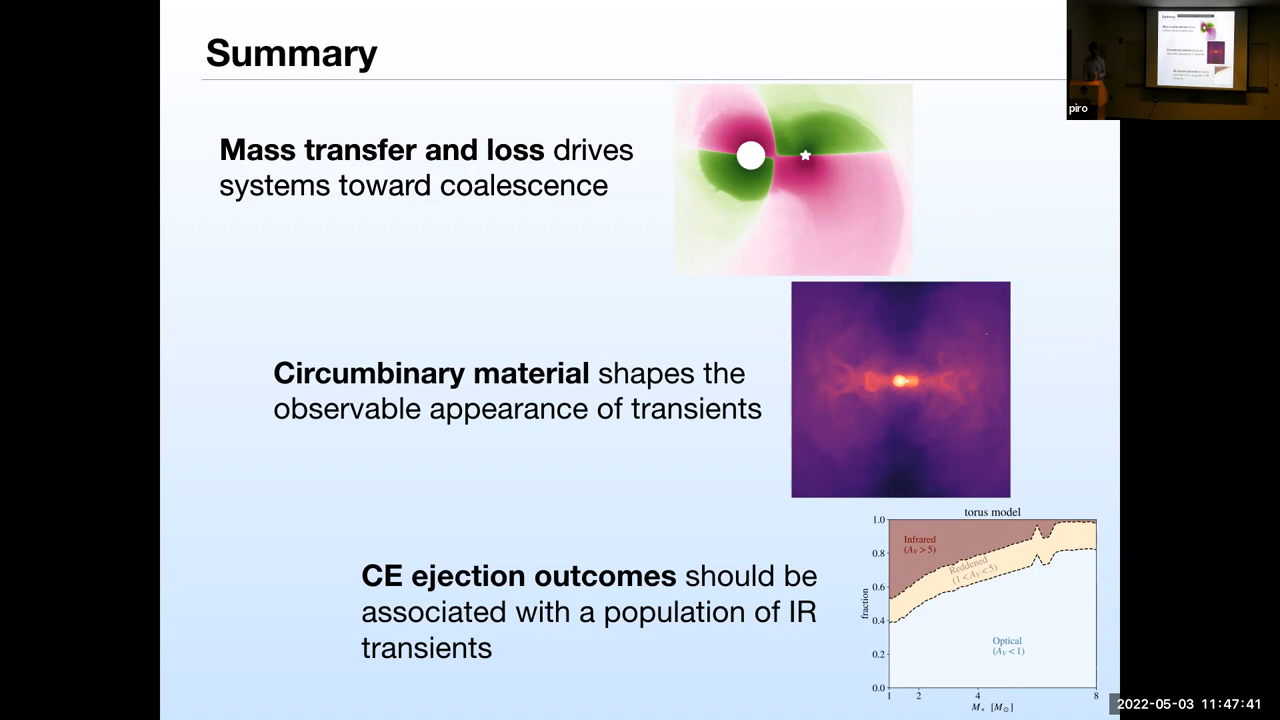 Summary
Mass transfer and loss drives
systems toward coalescence
Circumbinary material shapes the
observable appearance of transients
CE ejection outcomes should be
associated with a population of IR
transients
torus model
1.0
0.8
0.6
0.4
0.2
0.0
fraction
Infrared
(A_V > 5)
Reddened
(1 < A_V < 5)
Optical
(A_V < 1)
1 2 4 8
M_* [M_⊙]
piro
2022-05-03 11:47:41